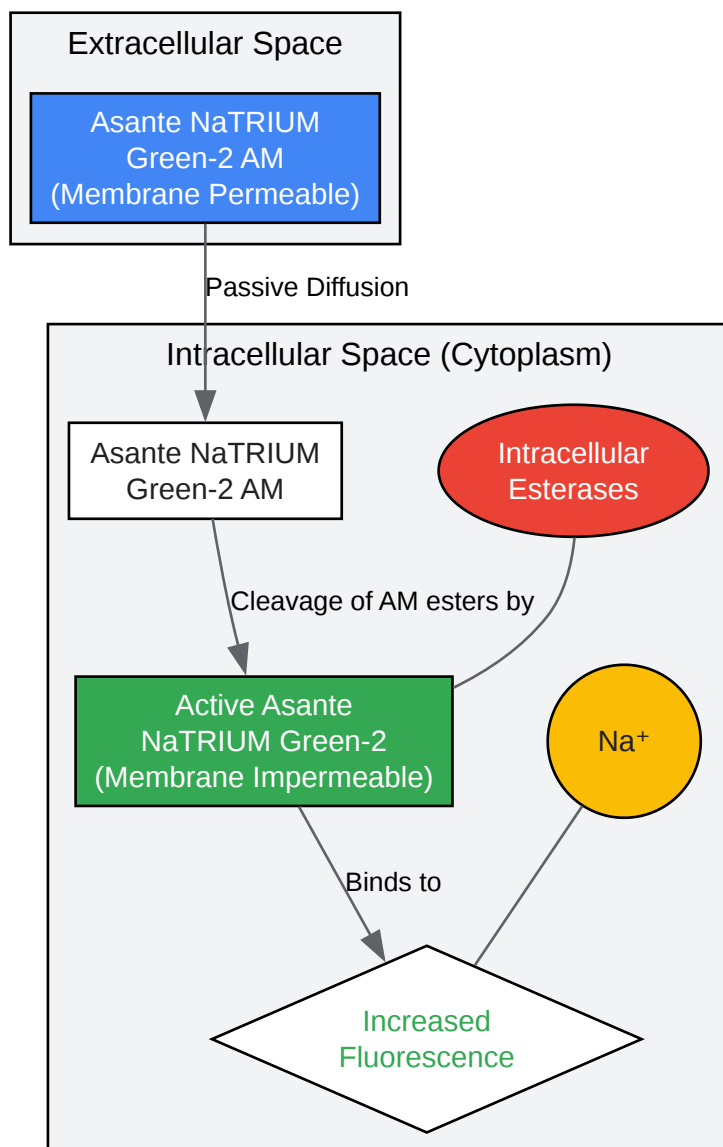 Extracellular Space
Asante NaTRIUM
Green-2 AM
(Membrane Permeable)
Passive Diffusion
Intracellular Space (Cytoplasm)
Asante NaTRIUM
Green-2 AM
Intracellular
Esterases
Cleavage of AM esters by
Active Asante
NaTRIUM Green-2
(Membrane Impermeable)
Na⁺
Binds to
Increased
Fluorescence